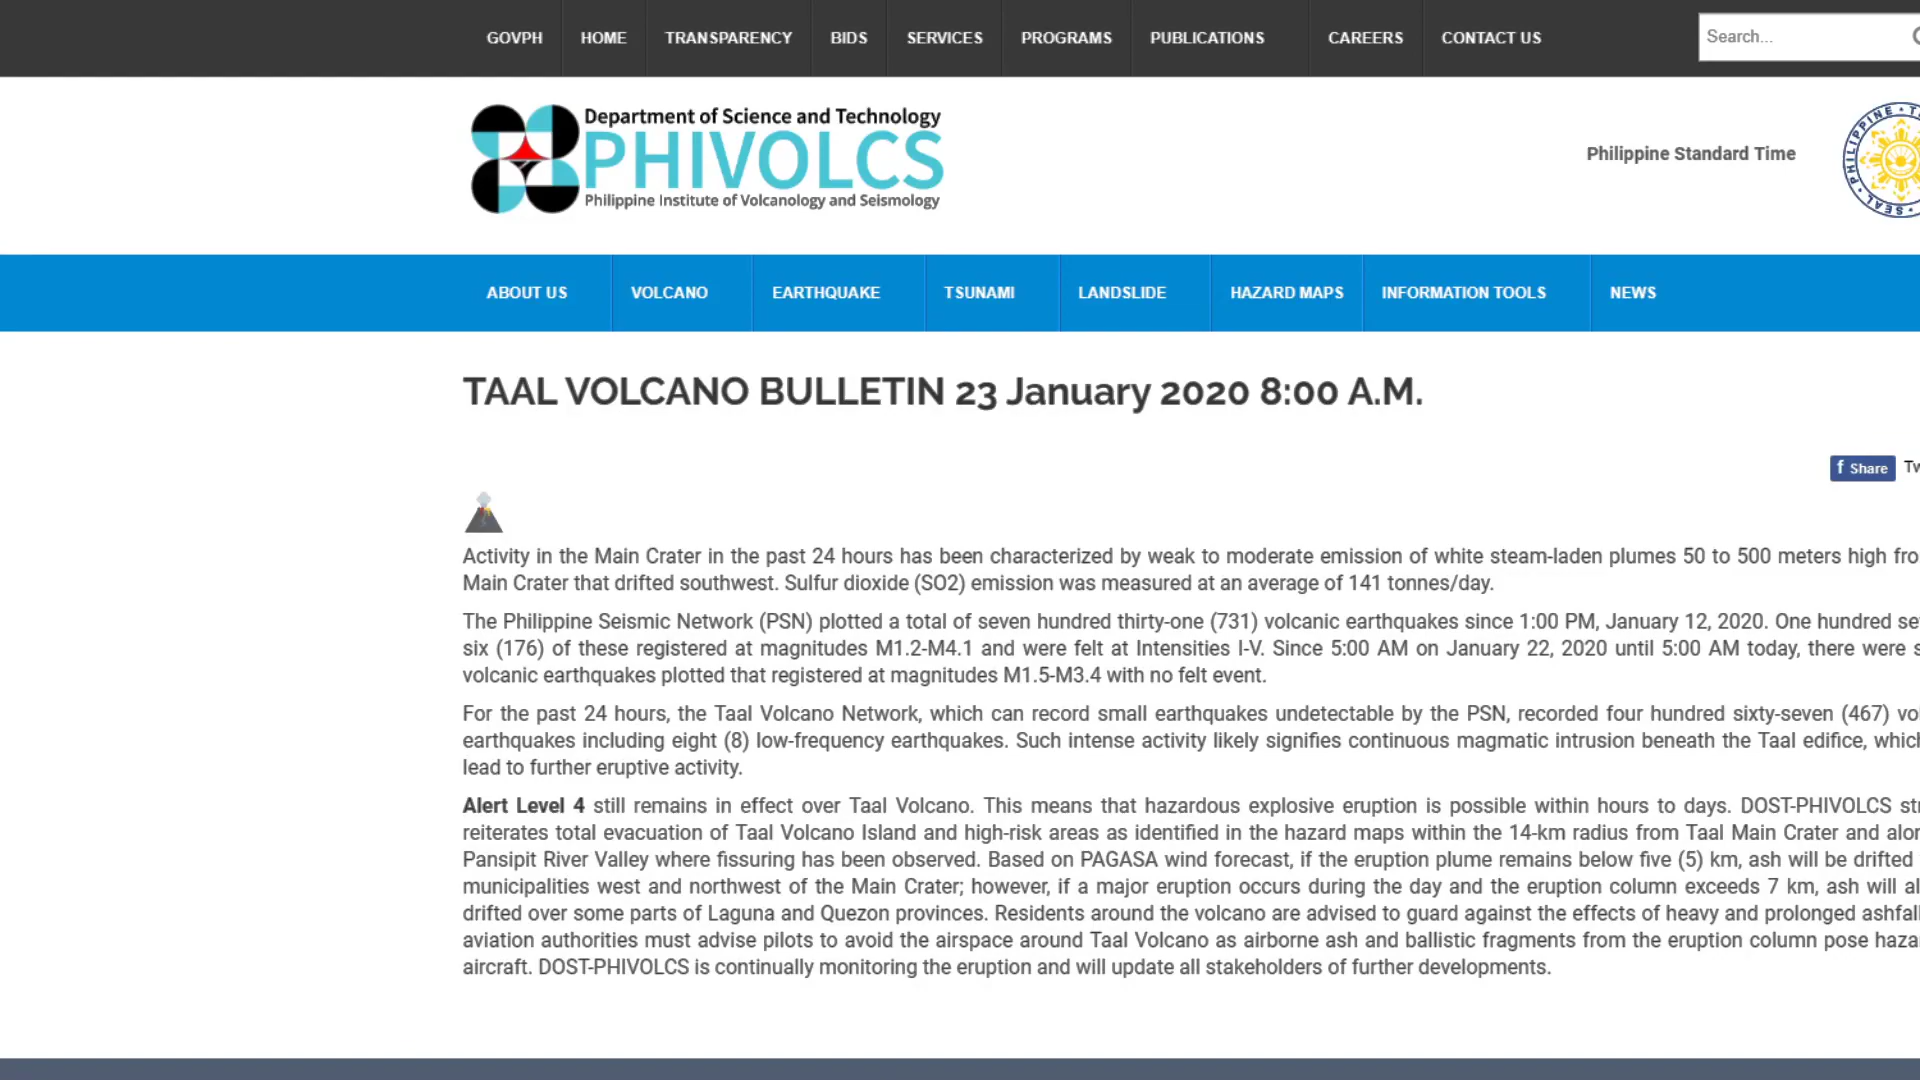 GOVPH HOME TRANSPARENCY BIDS SERVICES PROGRAMS PUBLICATIONS CAREERS CONTACT US Search...
Department of Science and Technology
PHIVOLCS
Philippine Institute of Volcanology and Seismology
Philippine Standard Time
PHILIPPINE
SEAL
ABOUT US VOLCANO EARTHQUAKE TSUNAMI LANDSLIDE HAZARD MAPS INFORMATION TOOLS NEWS
TAAL VOLCANO BULLETIN 23 January 2020 8:00 A.M.
f Share Tw
Activity in the Main Crater in the past 24 hours has been characterized by weak to moderate emission of white steam-laden plumes 50 to 500 meters high fro
Main Crater that drifted southwest. Sulfur dioxide (SO2) emission was measured at an average of 141 tonnes/day.
The Philippine Seismic Network (PSN) plotted a total of seven hundred thirty-one (731) volcanic earthquakes since 1:00 PM, January 12, 2020. One hundred se
six (176) of these registered at magnitudes M1.2-M4.1 and were felt at Intensities I-V. Since 5:00 AM on January 22, 2020 until 5:00 AM today, there were s
volcanic earthquakes plotted that registered at magnitudes M1.5-M3.4 with no felt event.
For the past 24 hours, the Taal Volcano Network, which can record small earthquakes undetectable by the PSN, recorded four hundred sixty-seven (467) vol
earthquakes including eight (8) low-frequency earthquakes. Such intense activity likely signifies continuous magmatic intrusion beneath the Taal edifice, which
lead to further eruptive activity.
Alert Level 4 still remains in effect over Taal Volcano. This means that hazardous explosive eruption is possible within hours to days. DOST-PHIVOLCS str
reiterates total evacuation of Taal Volcano Island and high-risk areas as identified in the hazard maps within the 14-km radius from Taal Main Crater and alon
Pansipit River Valley where fissuring has been observed. Based on PAGASA wind forecast, if the eruption plume remains below five (5) km, ash will be drifted
municipalities west and northwest of the Main Crater; however, if a major eruption occurs during the day and the eruption column exceeds 7 km, ash will al
drifted over some parts of Laguna and Quezon provinces. Residents around the volcano are advised to guard against the effects of heavy and prolonged ashfall
aviation authorities must advise pilots to avoid the airspace around Taal Volcano as airborne ash and ballistic fragments from the eruption column pose haza
aircraft. DOST-PHIVOLCS is continually monitoring the eruption and will update all stakeholders of further developments.